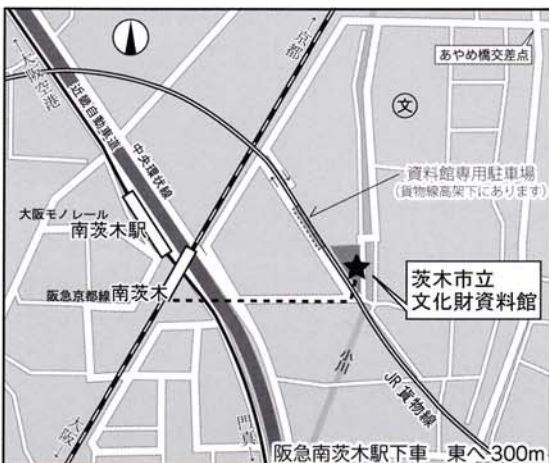 ↑京都
あやめ橋交差点
←大阪空港
近畿自動車道
中央環状線
文
資料館専用駐車場
(貨物線高架下にあります)
大阪モノレール
南茨木駅
阪急京都線
南茨木
茨木市立
文化財資料館
小川
JR貨物線
大阪↓
門真↓
阪急南茨木駅下車 東へ300m